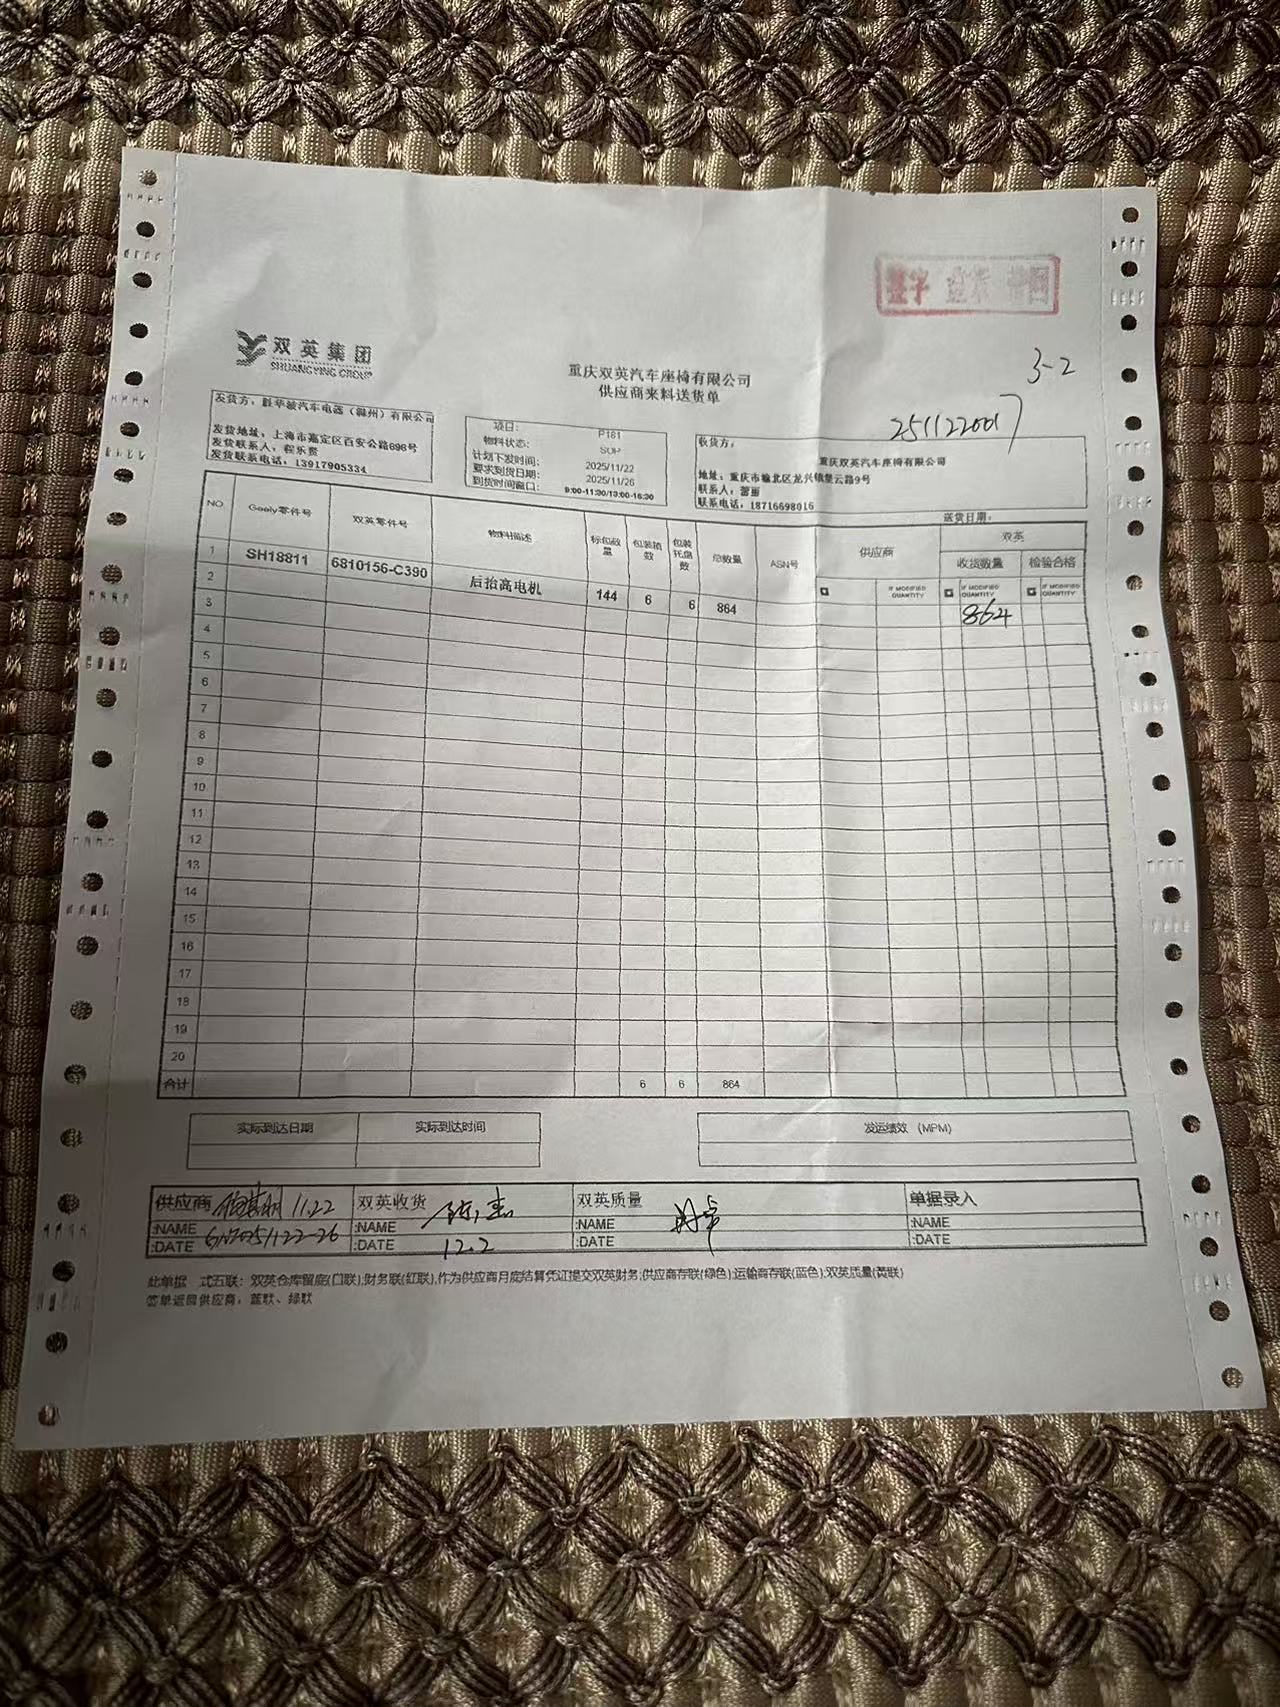 双英集团
SHUANGYING GROUP
重庆双英汽车座椅有限公司
供应商来料送货单
3-2
2511220017
发货方：胜华波汽车电器（滁州）有限公司
发货地址：上海市嘉定区百安公路696号
发货联系人：程乐贵
发货联系电话：13917905334
项目： P181
物料状态： SOP
计划下发时间： 2025/11/22
要求到货日期： 2025/11/26
到货时间窗口： 9:00-11:30/13:00-16:30
收货方： 重庆双英汽车座椅有限公司
地址：重庆市渝北区龙兴镇堡云路9号
联系人：
联系电话：18716698016
送货日期：
NO Geely零件号 双英零件号 物料描述 标包数量 包装箱数 包装托盘数 总数量 ASN号 供应商 双英
收货数量 检验合格
IF MODIFIED QUANTITY IF MODIFIED QUANTITY IF MODIFIED QUANTITY
1 SH18811 6810156-C390 后抬高电机 144 6 6 864 864
2
3
4
5
6
7
8
9
10
11
12
13
14
15
16
17
18
19
20
合计 6 6 864
实际到达日期 实际到达时间 发运绩效 （MPM）
供应商 11.22 双英收货 双英质量 单据录入
:NAME :NAME :NAME :NAME
:DATE :DATE 12.2 :DATE :DATE
此单据 式五联：双英仓库留底(白联);财务联(红联),作为供应商月度结算凭证提交双英财务;供应商存联(绿色);运输商存联(蓝色);双英质量(黄联)
签单返回供应商：蓝联、绿联